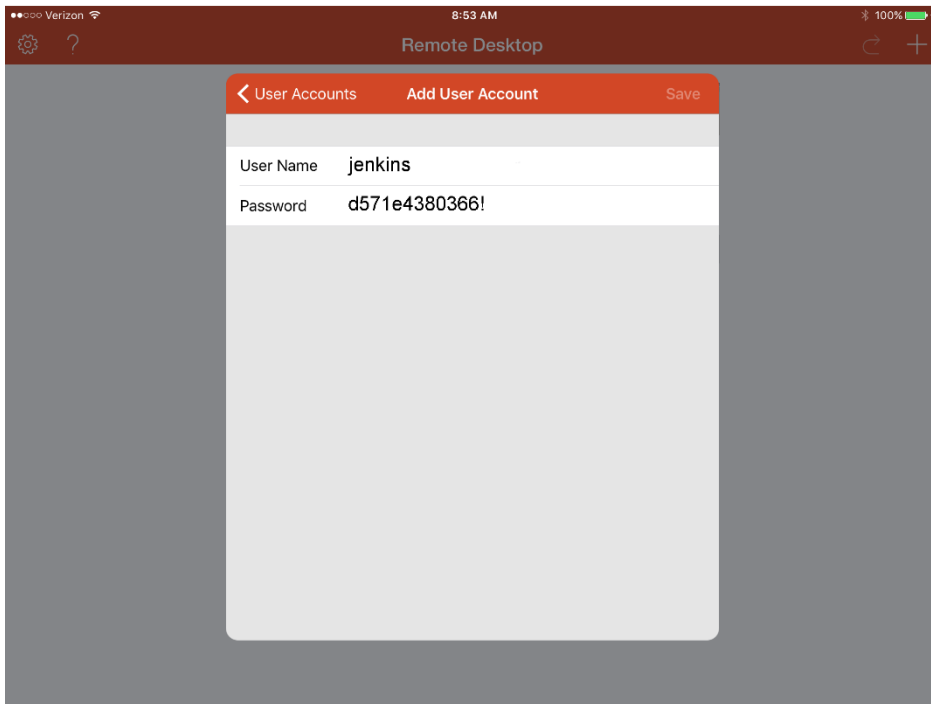 Verizon 8:53 AM 100%
? Remote Desktop
User Accounts Add User Account Save
User Name jenkins
Password d571e4380366!